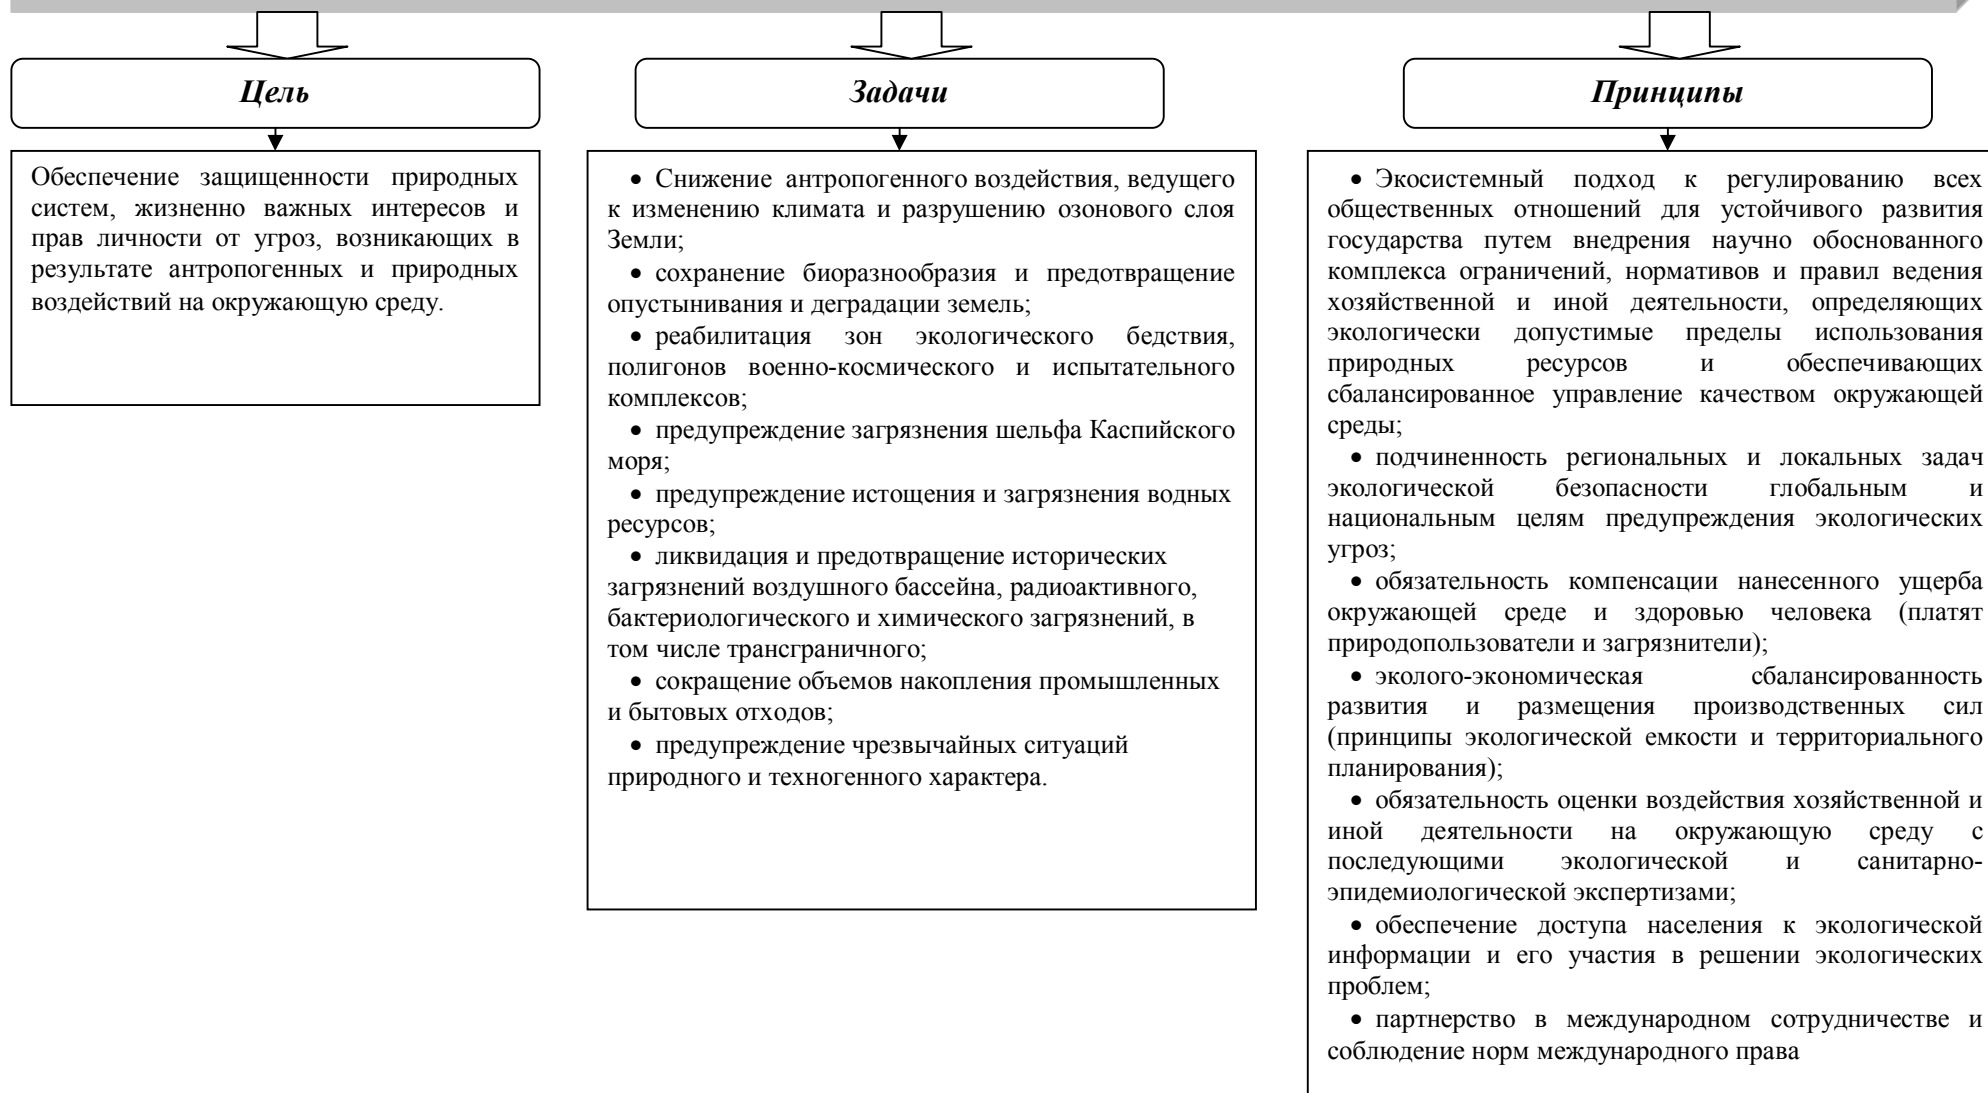 Цель
Обеспечение защищенности природных
систем, жизненно важных интересов и
прав личности от угроз, возникающих в
результате антропогенных и природных
воздействий на окружающую среду.
Задачи
• Снижение антропогенного воздействия, ведущего
к изменению климата и разрушению озонового слоя
Земли;
• сохранение биоразнообразия и предотвращение
опустынивания и деградации земель;
• реабилитация зон экологического бедствия,
полигонов военно-космического и испытательного
комплексов;
• предупреждение загрязнения шельфа Каспийского
моря;
• предупреждение истощения и загрязнения водных
ресурсов;
• ликвидация и предотвращение исторических
загрязнений воздушного бассейна, радиоактивного,
бактериологического и химического загрязнений, в
том числе трансграничного;
• сокращение объемов накопления промышленных
и бытовых отходов;
• предупреждение чрезвычайных ситуаций
природного и техногенного характера.
Принципы
• Экосистемный подход к регулированию всех
общественных отношений для устойчивого развития
государства путем внедрения научно обоснованного
комплекса ограничений, нормативов и правил ведения
хозяйственной и иной деятельности, определяющих
экологически допустимые пределы использования
природных ресурсов и обеспечивающих
сбалансированное управление качеством окружающей
среды;
• подчиненность региональных и локальных задач
экологической безопасности глобальным и
национальным целям предупреждения экологических
угроз;
• обязательность компенсации нанесенного ущерба
окружающей среде и здоровью человека (платят
природопользователи и загрязнители);
• эколого-экономическая сбалансированность
развития и размещения производственных сил
(принципы экологической емкости и территориального
планирования);
• обязательность оценки воздействия хозяйственной и
иной деятельности на окружающую среду с
последующими экологической и санитарно-
эпидемиологической экспертизами;
• обеспечение доступа населения к экологической
информации и его участия в решении экологических
проблем;
• партнерство в международном сотрудничестве и
соблюдение норм международного права